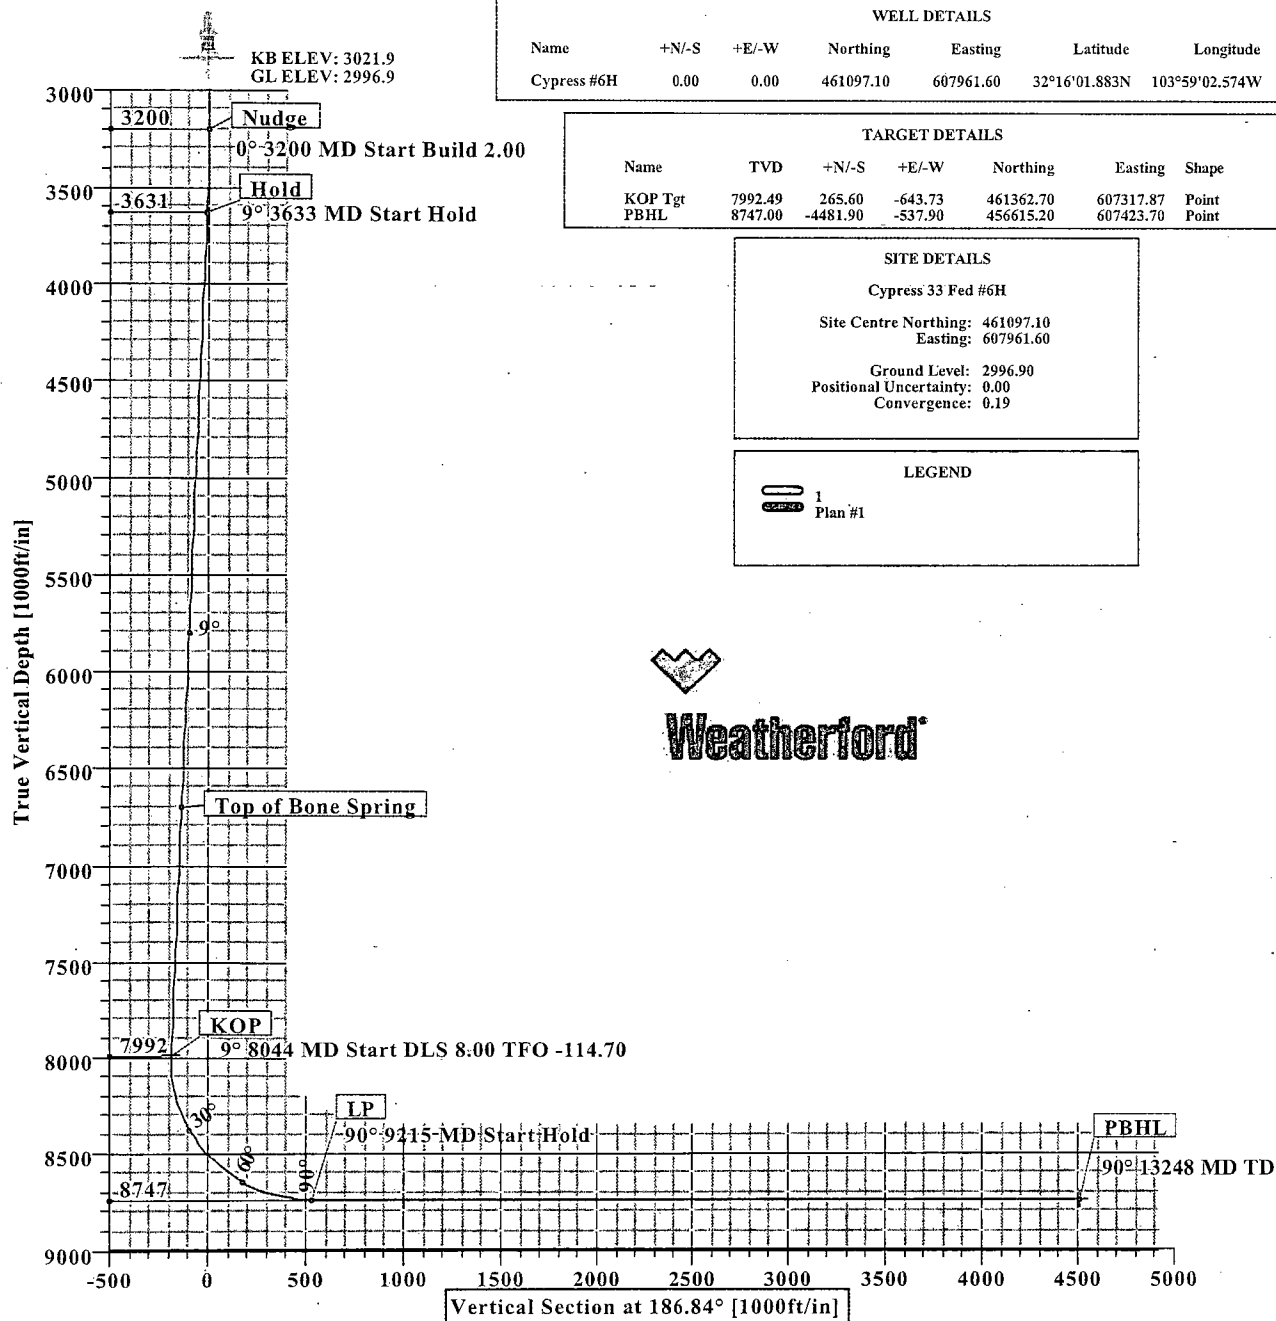 WELL DETAILS
Name +N/-S +E/-W Northing Easting Latitude Longitude
Cypress #6H 0.00 0.00 461097.10 607961.60 32°16'01.883N 103°59'02.574W
KB ELEV: 3021.9
GL ELEV: 2996.9
TARGET DETAILS
Name TVD +N/-S +E/-W Northing Easting Shape
KOP Tgt 7992.49 265.60 -643.73 461362.70 607317.87 Point
PBHL 8747.00 -4481.90 -537.90 456615.20 607423.70 Point
SITE DETAILS
Cypress 33 Fed #6H
Site Centre Northing: 461097.10
Easting: 607961.60
Ground Level: 2996.90
Positional Uncertainty: 0.00
Convergence: 0.19
LEGEND
1
Plan #1
Weatherford
True Vertical Depth [1000ft/in]
3000
3200
Nudge
0° 3200 MD Start Build 2.00
3500
3631
Hold
9° 3633 MD Start Hold
4000
4500
5000
5500
9°
6000
6500
Top of Bone Spring
7000
7500
7992
KOP
9° 8044 MD Start DLS 8.00 TFO -114.70
8000
30°
LP
90° 9215 MD Start Hold
PBHL
90° 13248 MD TD
8500
60°
90°
8747
9000
-500 0 500 1000 1500 2000 2500 3000 3500 4000 4500 5000
Vertical Section at 186.84° [1000ft/in]